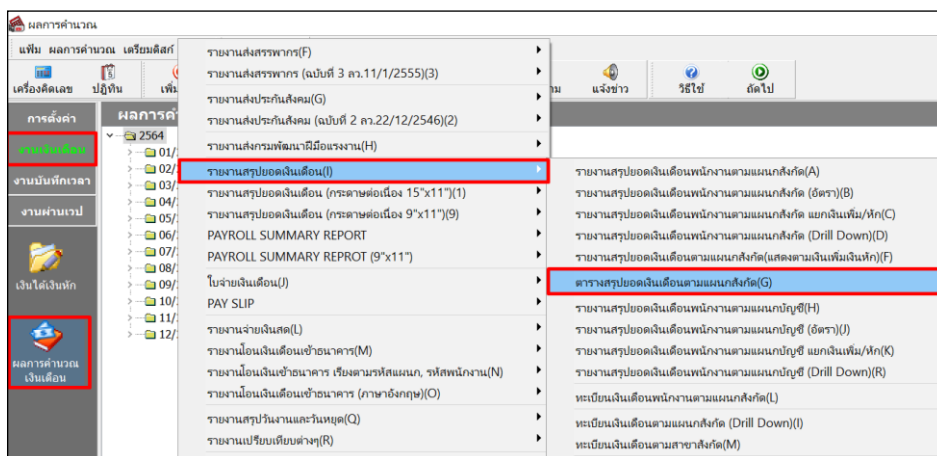 ผลการคำนวณ
แฟ้ม ผลการคำนวณ เตรียมดิสก์
เครื่องคิดเลข ปฏิทิน แจ้งข่าว วิธีใช้ ถัดไป
การตั้งค่า
งานเงินเดือน
งานบันทึกเวลา
งานผ่านเวป
เงินได้เงินหัก
ผลการคำนวณ
เงินเดือน
2564
01/
02/
03/
04/
05/
06/
07/
08/
09/
10/
11/
12/
รายงานส่งสรรพากร(F)
รายงานส่งสรรพากร (ฉบับที่ 3 ลว.11/1/2555)(3)
รายงานส่งประกันสังคม(G)
รายงานส่งประกันสังคม (ฉบับที่ 2 ลว.22/12/2546)(2)
รายงานส่งกรมพัฒนาฝีมือแรงงาน(H)
รายงานสรุปยอดเงินเดือน(I)
รายงานสรุปยอดเงินเดือน (กระดาษต่อเนื่อง 15"x11")(1)
รายงานสรุปยอดเงินเดือน (กระดาษต่อเนื่อง 9"x11")(9)
PAYROLL SUMMARY REPORT
PAYROLL SUMMARY REPROT (9"x11")
ใบจ่ายเงินเดือน(J)
PAY SLIP
รายงานจ่ายเงินสด(L)
รายงานโอนเงินเดือนเข้าธนาคาร(M)
รายงานโอนเงินเข้าธนาคาร เรียงตามรหัสแผนก, รหัสพนักงาน(N)
รายงานโอนเงินเดือนเข้าธนาคาร (ภาษาอังกฤษ)(O)
รายงานสรุปวันงานและวันหยุด(Q)
รายงานเปรียบเทียบต่างๆ(R)
รายงานสรุปยอดเงินเดือนพนักงานตามแผนกสังกัด(A)
รายงานสรุปยอดเงินเดือนพนักงานตามแผนกสังกัด (อัตรา)(B)
รายงานสรุปยอดเงินเดือนพนักงานตามแผนกสังกัด แยกเงินเพิ่ม/หัก(C)
รายงานสรุปยอดเงินเดือนพนักงานตามแผนกสังกัด (Drill Down)(D)
รายงานสรุปยอดเงินเดือนตามแผนกสังกัด(แสดงตามเงินเพิ่มเงินหัก)(F)
ตารางสรุปยอดเงินเดือนตามแผนกสังกัด(G)
รายงานสรุปยอดเงินเดือนพนักงานตามแผนกบัญชี(H)
รายงานสรุปยอดเงินเดือนพนักงานตามแผนกบัญชี (อัตรา)(J)
รายงานสรุปยอดเงินเดือนพนักงานตามแผนกบัญชี แยกเงินเพิ่ม/หัก(K)
รายงานสรุปยอดเงินเดือนพนักงานตามแผนกบัญชี (Drill Down)(R)
ทะเบียนเงินเดือนพนักงานตามแผนกสังกัด(L)
ทะเบียนเงินเดือนตามแผนกสังกัด (Drill Down)(I)
ทะเบียนเงินเดือนตามสาขาสังกัด(M)